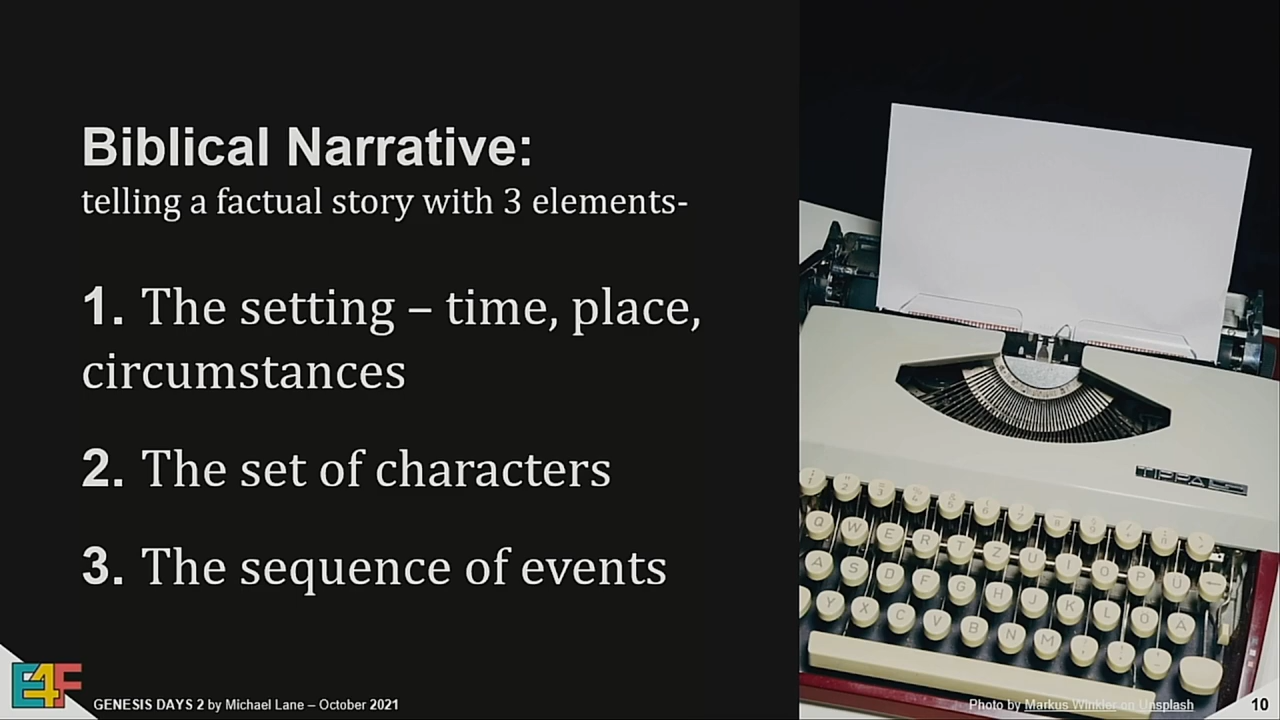 Biblical Narrative:
telling a factual story with 3 elements-
1. The setting – time, place,
circumstances
2. The set of characters
3. The sequence of events
TIPPA
Q W E R T Z U I O P Ü
A S D F G H J K L Ö Ä
Y X C V B N M
E4F
GENESIS DAYS 2 by Michael Lane – October 2021
Photo by Markus Winkler on Unsplash
10